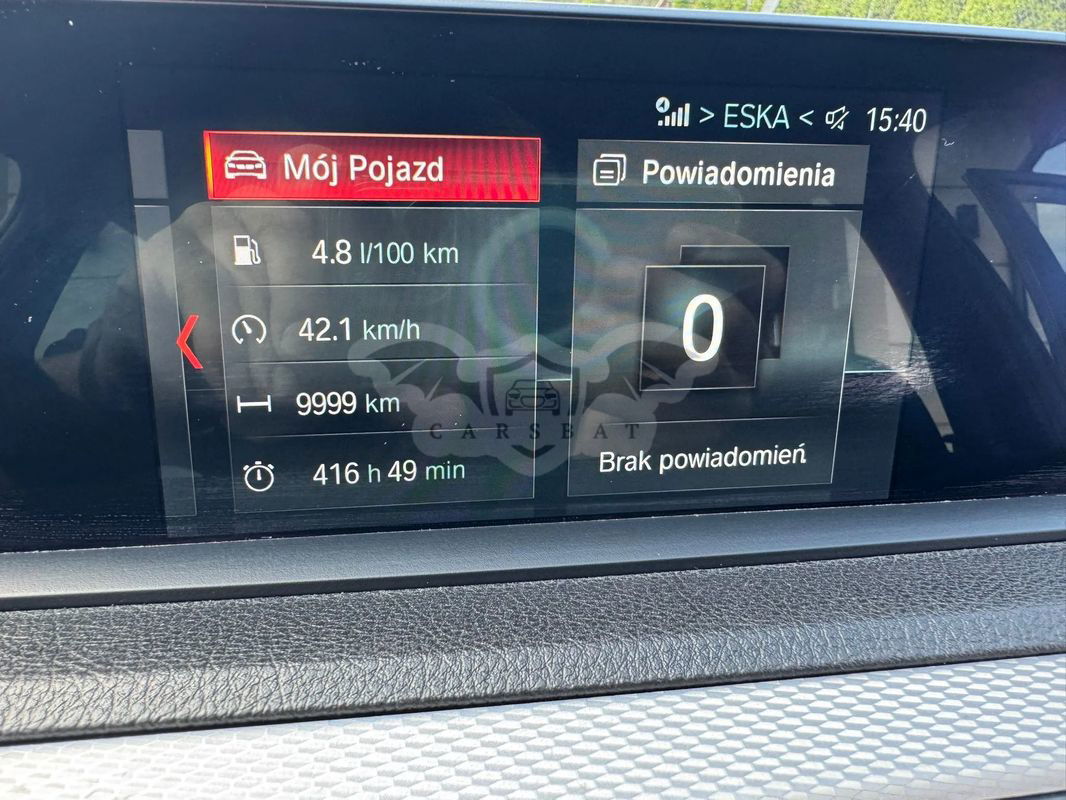 > ESKA < 15:40
Mój Pojazd
Powiadomienia
4.8 l/100 km
42.1 km/h
9999 km
416 h 49 min
0
Brak powiadomień
CARSBAT